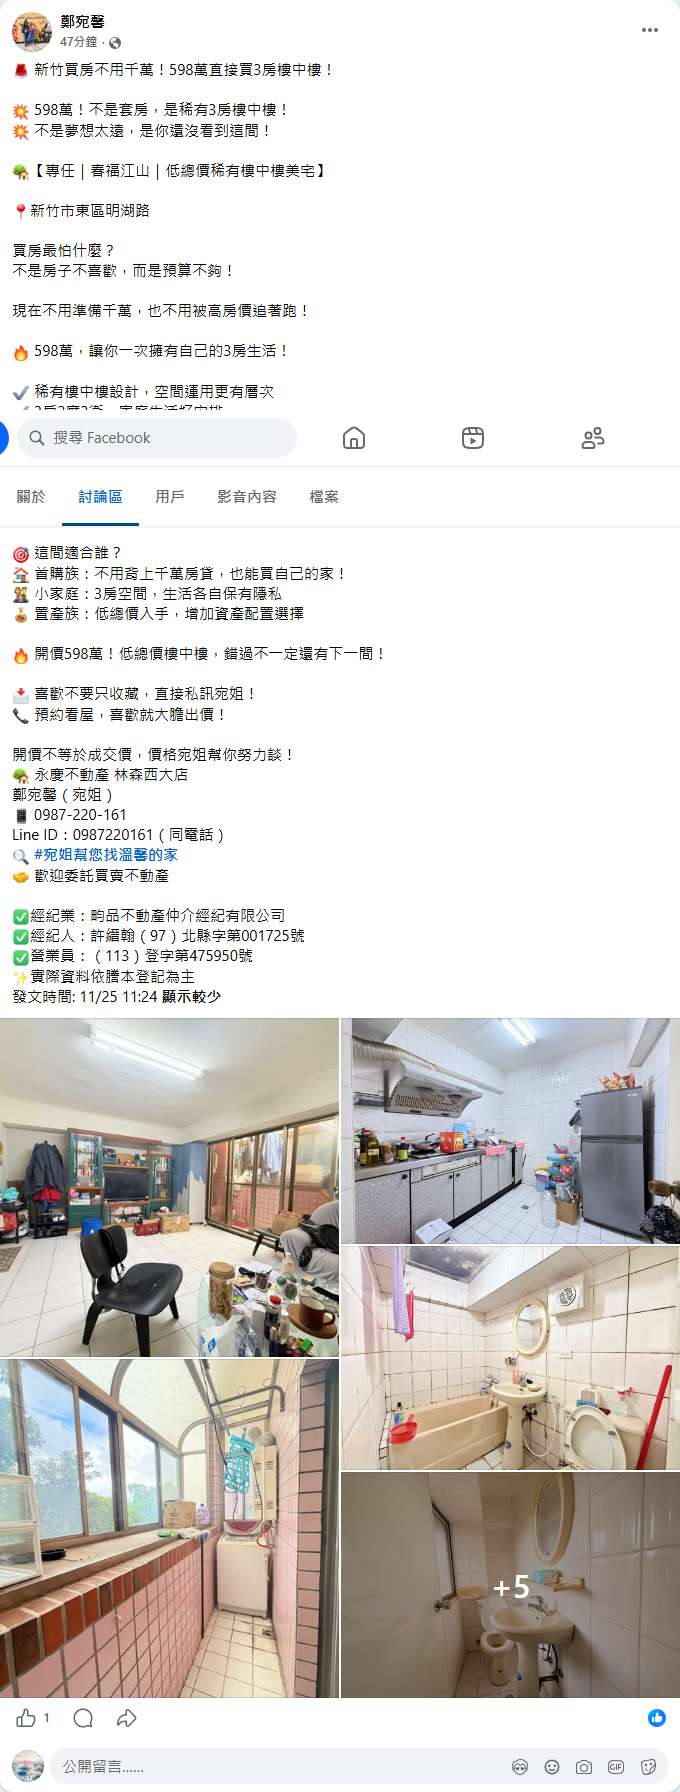 鄭宛馨
47分鐘
新竹買房不用千萬！598萬直接買3房樓中樓！
598萬！不是套房，是稀有3房樓中樓！
不是夢想太遠，是你還沒看到這間！
【專任｜春福江山｜低總價稀有樓中樓美宅】
新竹市東區明湖路
買房最怕什麼？
不是房子不喜歡，而是預算不夠！
現在不用準備千萬，也不用被高房價追著跑！
598萬，讓你一次擁有自己的3房生活！
稀有樓中樓設計，空間運用更有層次
搜尋 Facebook
關於 討論區 用戶 影音內容 檔案
這間適合誰？
首購族：不用背上千萬房貸，也能買自己的家！
小家庭：3房空間，生活各自保有隱私
置產族：低總價入手，增加資產配置選擇
開價598萬！低總價樓中樓，錯過不一定還有下一間！
喜歡不要只收藏，直接私訊宛姐！
預約看屋，喜歡就大膽出價！
開價不等於成交價，價格宛姐幫你努力談！
永慶不動產 林森西大店
鄭宛馨（宛姐）
0987-220-161
Line ID：0987220161（同電話）
#宛姐幫您找溫馨的家
歡迎委託買賣不動產
經紀業：畇品不動產仲介經紀有限公司
經紀人：許縉翰（97）北縣字第001725號
營業員：（113）登字第475950號
實際資料依謄本登記為主
發文時間: 11/25 11:24 顯示較少
+5
1
公開留言……
GIF